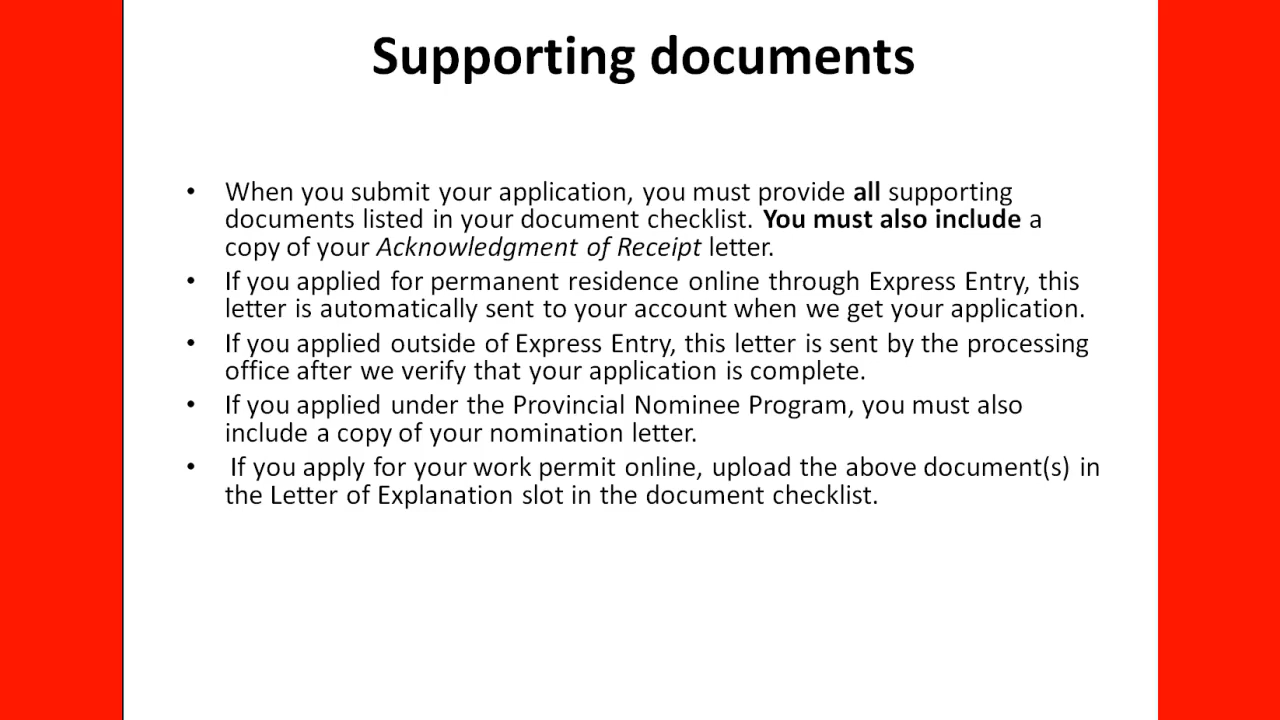 Supporting documents
• When you submit your application, you must provide all supporting
documents listed in your document checklist. You must also include a
copy of your Acknowledgment of Receipt letter.
• If you applied for permanent residence online through Express Entry, this
letter is automatically sent to your account when we get your application.
• If you applied outside of Express Entry, this letter is sent by the processing
office after we verify that your application is complete.
• If you applied under the Provincial Nominee Program, you must also
include a copy of your nomination letter.
• If you apply for your work permit online, upload the above document(s) in
the Letter of Explanation slot in the document checklist.